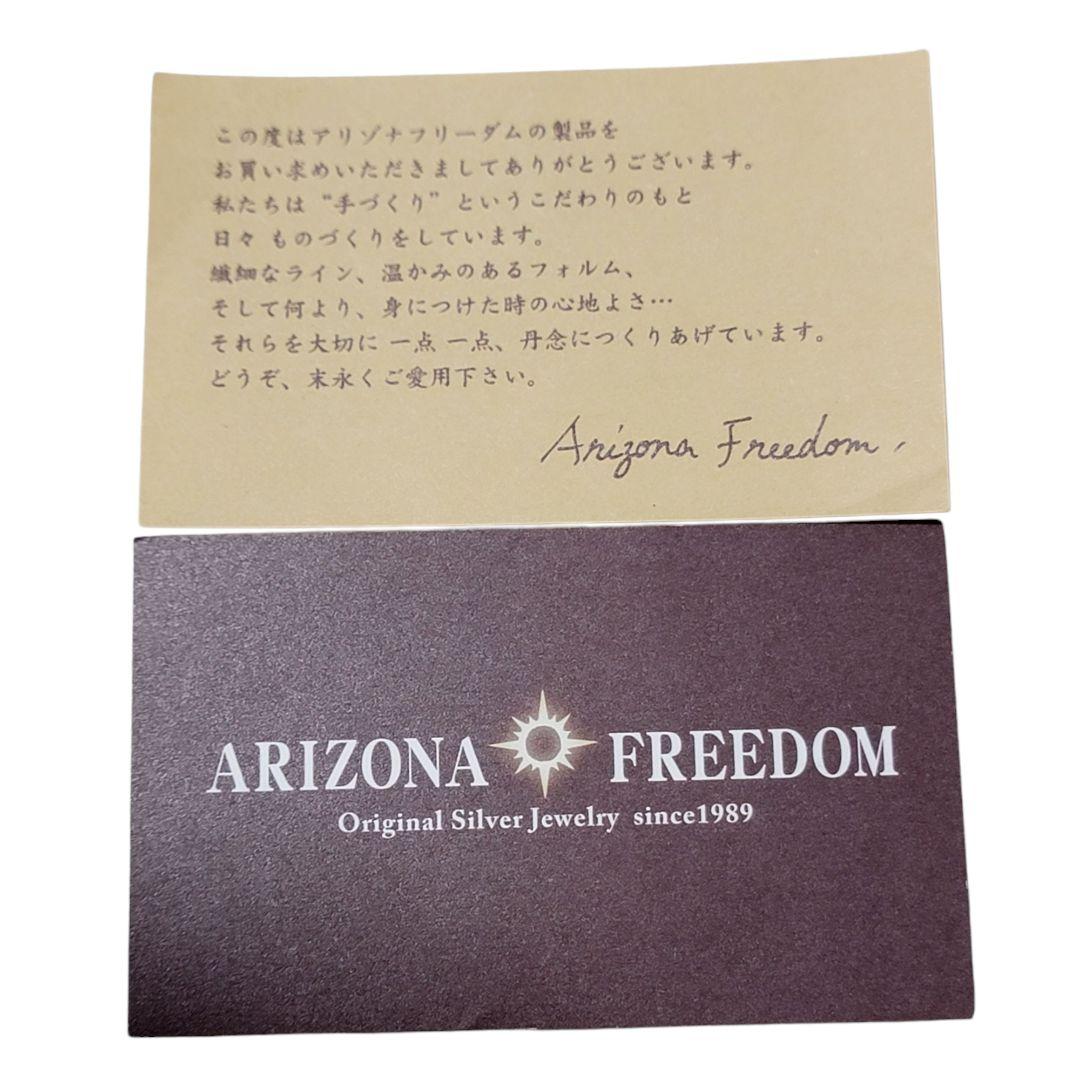 この度はアリゾナフリーダムの製品を
お買い求めいただきましてありがとうございます。
私たちは “手づくり” というこだわりのもと
日々 ものづくりをしています。
繊細なライン、温かみのあるフォルム、
そして何より、身につけた時の心地よさ…
それらを大切に 一点 一点、丹念につくりあげています。
どうぞ、末永くご愛用下さい。
Arizona Freedom.
ARIZONA FREEDOM
Original Silver Jewelry since1989